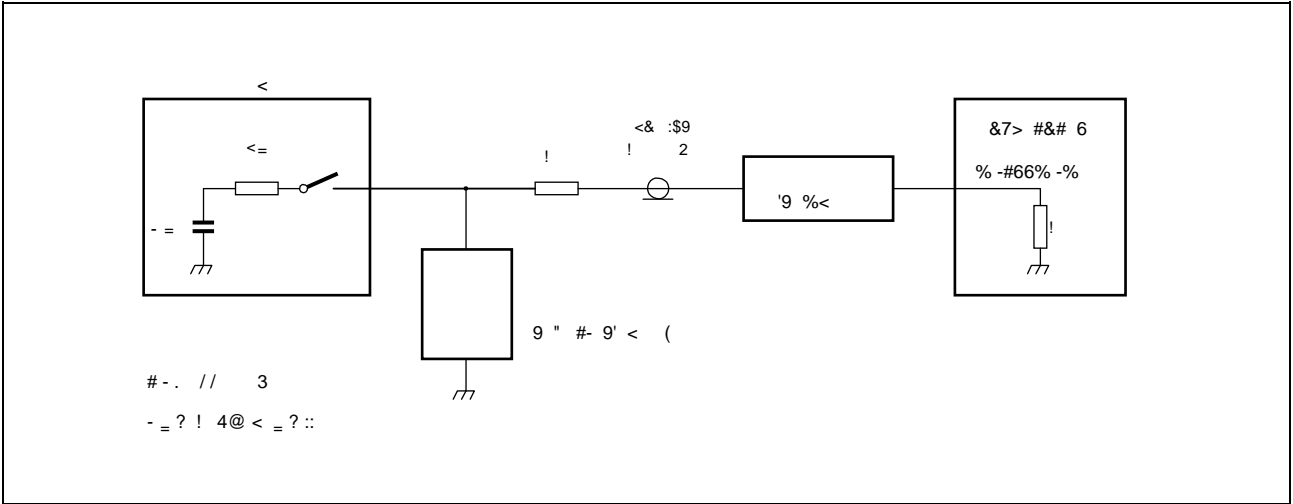 <
<& :$9
! 2
&7> #&# 6
% -#66% -%
< =
!
'9 %<
- =
!
9 " #- 9' < (
# - . // 3
- = ? ! 4@ < = ? ::